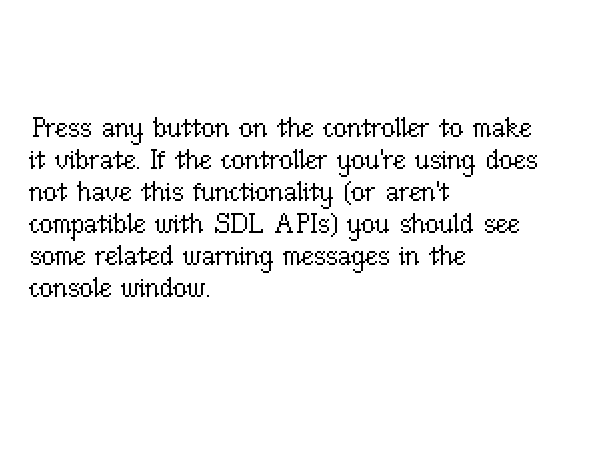 Press any button on the controller to make
it vibrate. If the controller you're using does
not have this functionality (or aren't
compatible with SDL APIs) you should see
some related warning messages in the
console window.